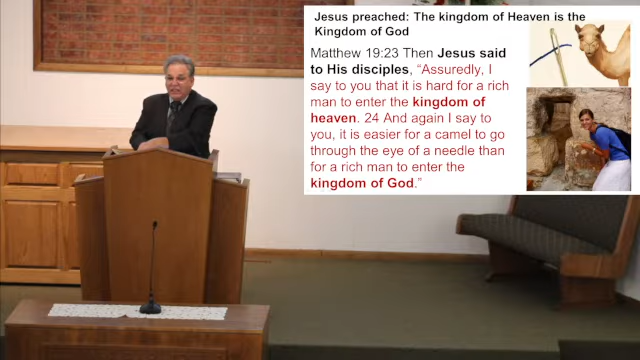 Jesus preached: The kingdom of Heaven is the
Kingdom of God
Matthew 19:23 Then Jesus said
to His disciples, “Assuredly, I
say to you that it is hard for a rich
man to enter the kingdom of
heaven. 24 And again I say to
you, it is easier for a camel to go
through the eye of a needle than
for a rich man to enter the
kingdom of God.”